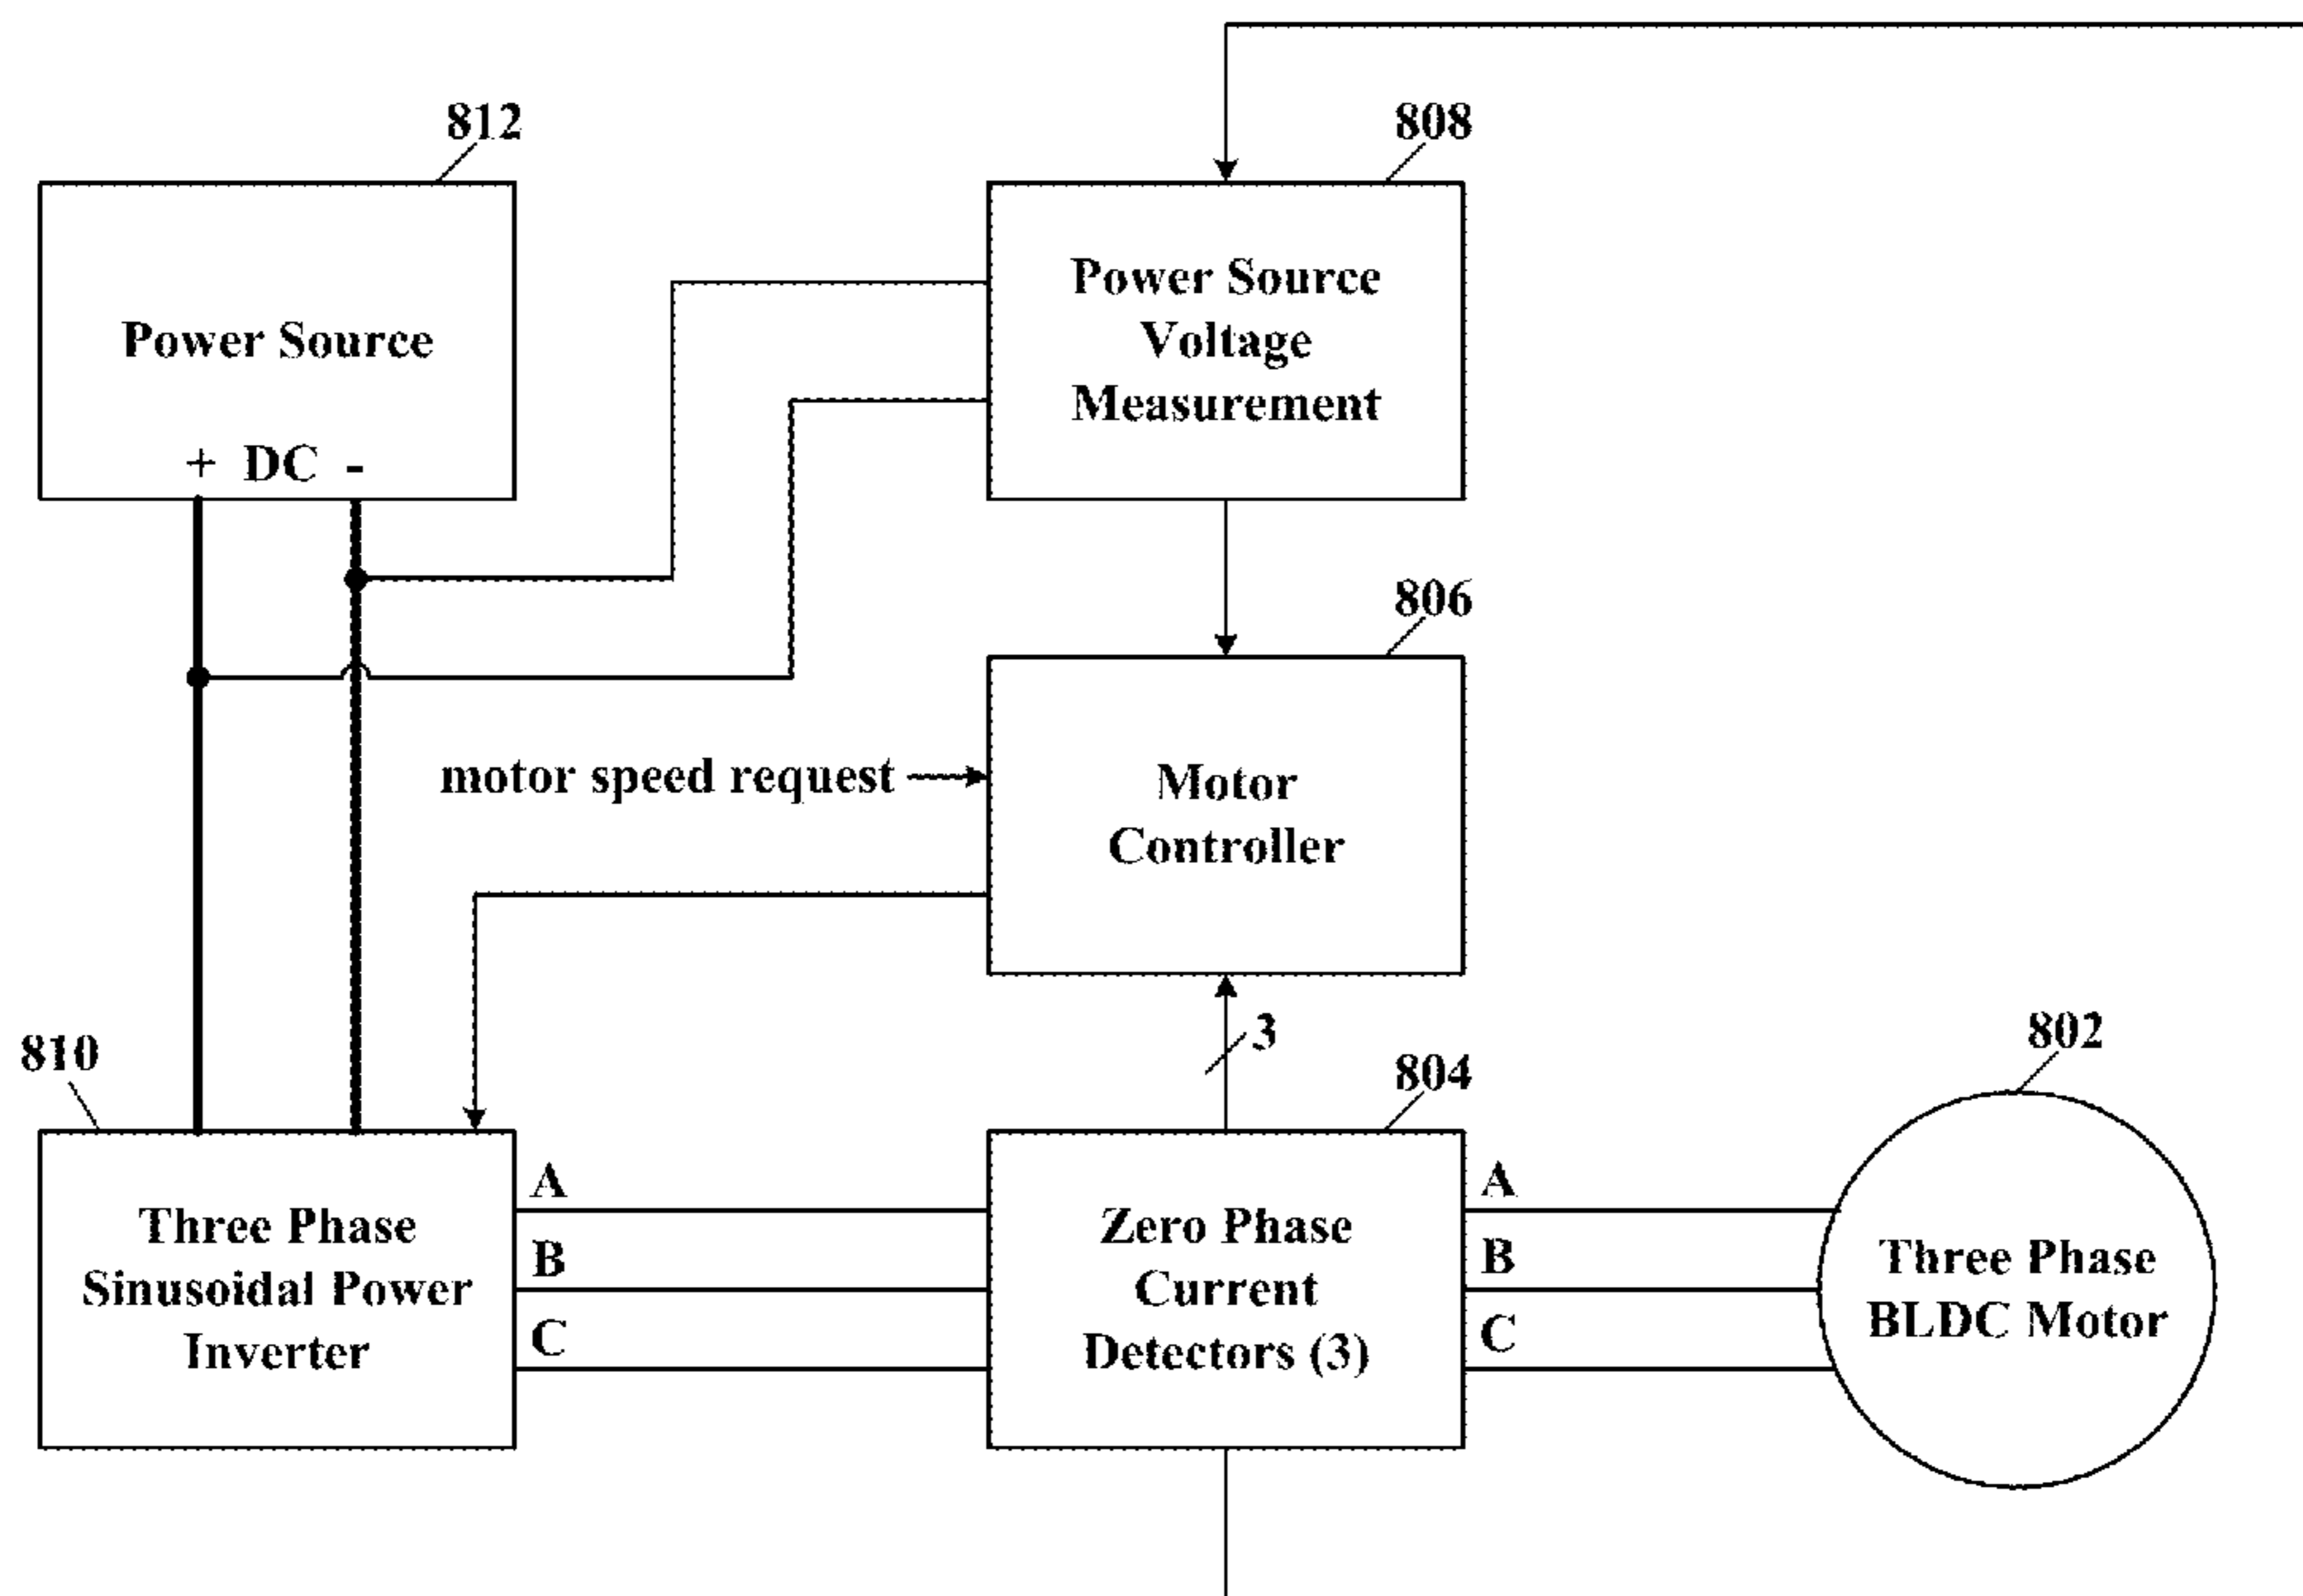 812
808
Power Source
+ DC -
Power Source
Voltage
Measurement
806
motor speed request
Motor
Controller
3
810
804
802
Three Phase
Sinusoidal Power
Inverter
A
B
C
Zero Phase
Current
Detectors (3)
A
B
C
Three Phase
BLDC Motor